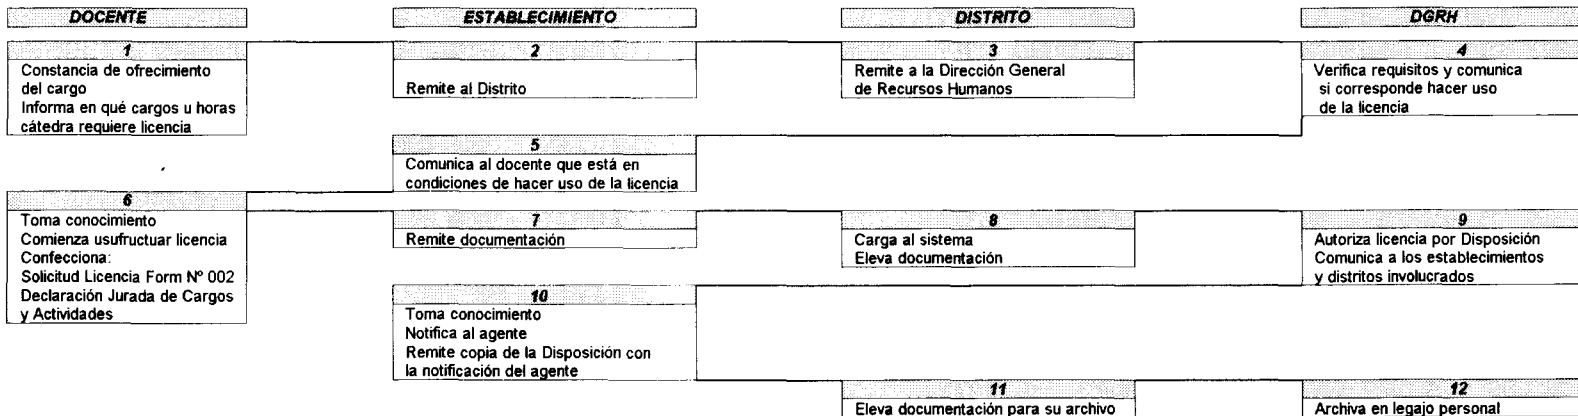 DOCENTE
ESTABLECIMIENTO
DISTRITO
DGRH
1
Constancia de ofrecimiento
del cargo
Informa en qué cargos u horas
cátedra requiere licencia
2
Remite al Distrito
3
Remite a la Dirección General
de Recursos Humanos
4
Verifica requisitos y comunica
si corresponde hacer uso
de la licencia
5
Comunica al docente que está en
condiciones de hacer uso de la licencia
6
Toma conocimiento
Comienza usufructuar licencia
Confecciona:
Solicitud Licencia Form Nº 002
Declaración Jurada de Cargos
y Actividades
7
Remite documentación
8
Carga al sistema
Eleva documentación
9
Autoriza licencia por Disposición
Comunica a los establecimientos
y distritos involucrados
10
Toma conocimiento
Notifica al agente
Remite copia de la Disposición con
la notificación del agente
11
Eleva documentación para su archivo
12
Archiva en legajo personal